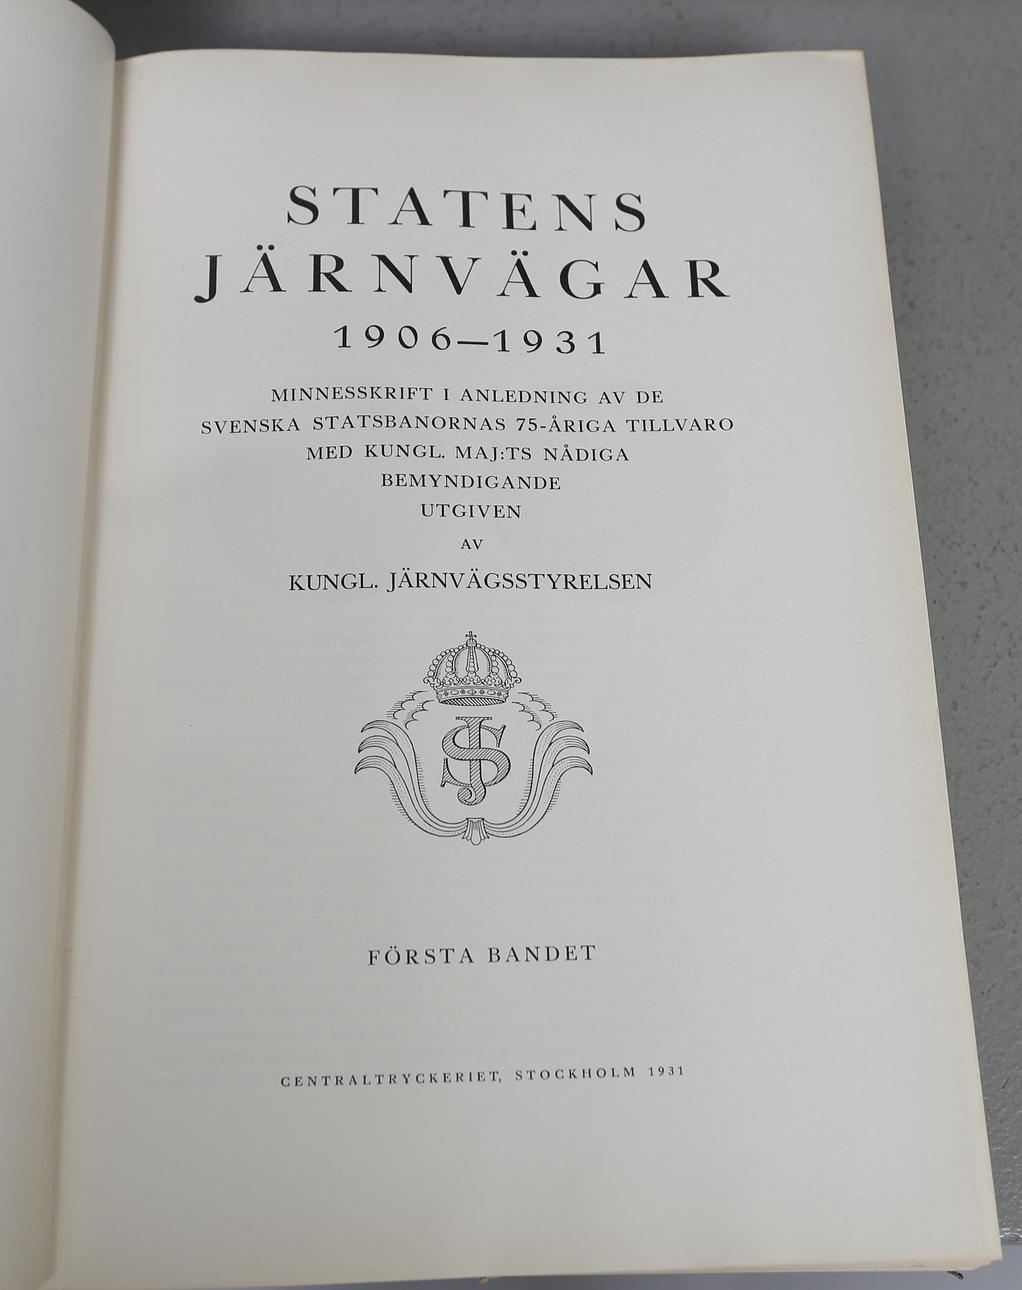 STATENS
JÄRNVÄGAR
1906—1931
MINNESSKRIFT I ANLEDNING AV DE
SVENSKA STATSBANORNAS 75-ÅRIGA TILLVARO
MED KUNGL. MAJ:TS NÅDIGA
BEMYNDIGANDE
UTGIVEN
AV
KUNGL. JÄRNVÄGSSTYRELSEN
SJ
FÖRSTA BANDET
CENTRALTRYCKERIET, STOCKHOLM 1931